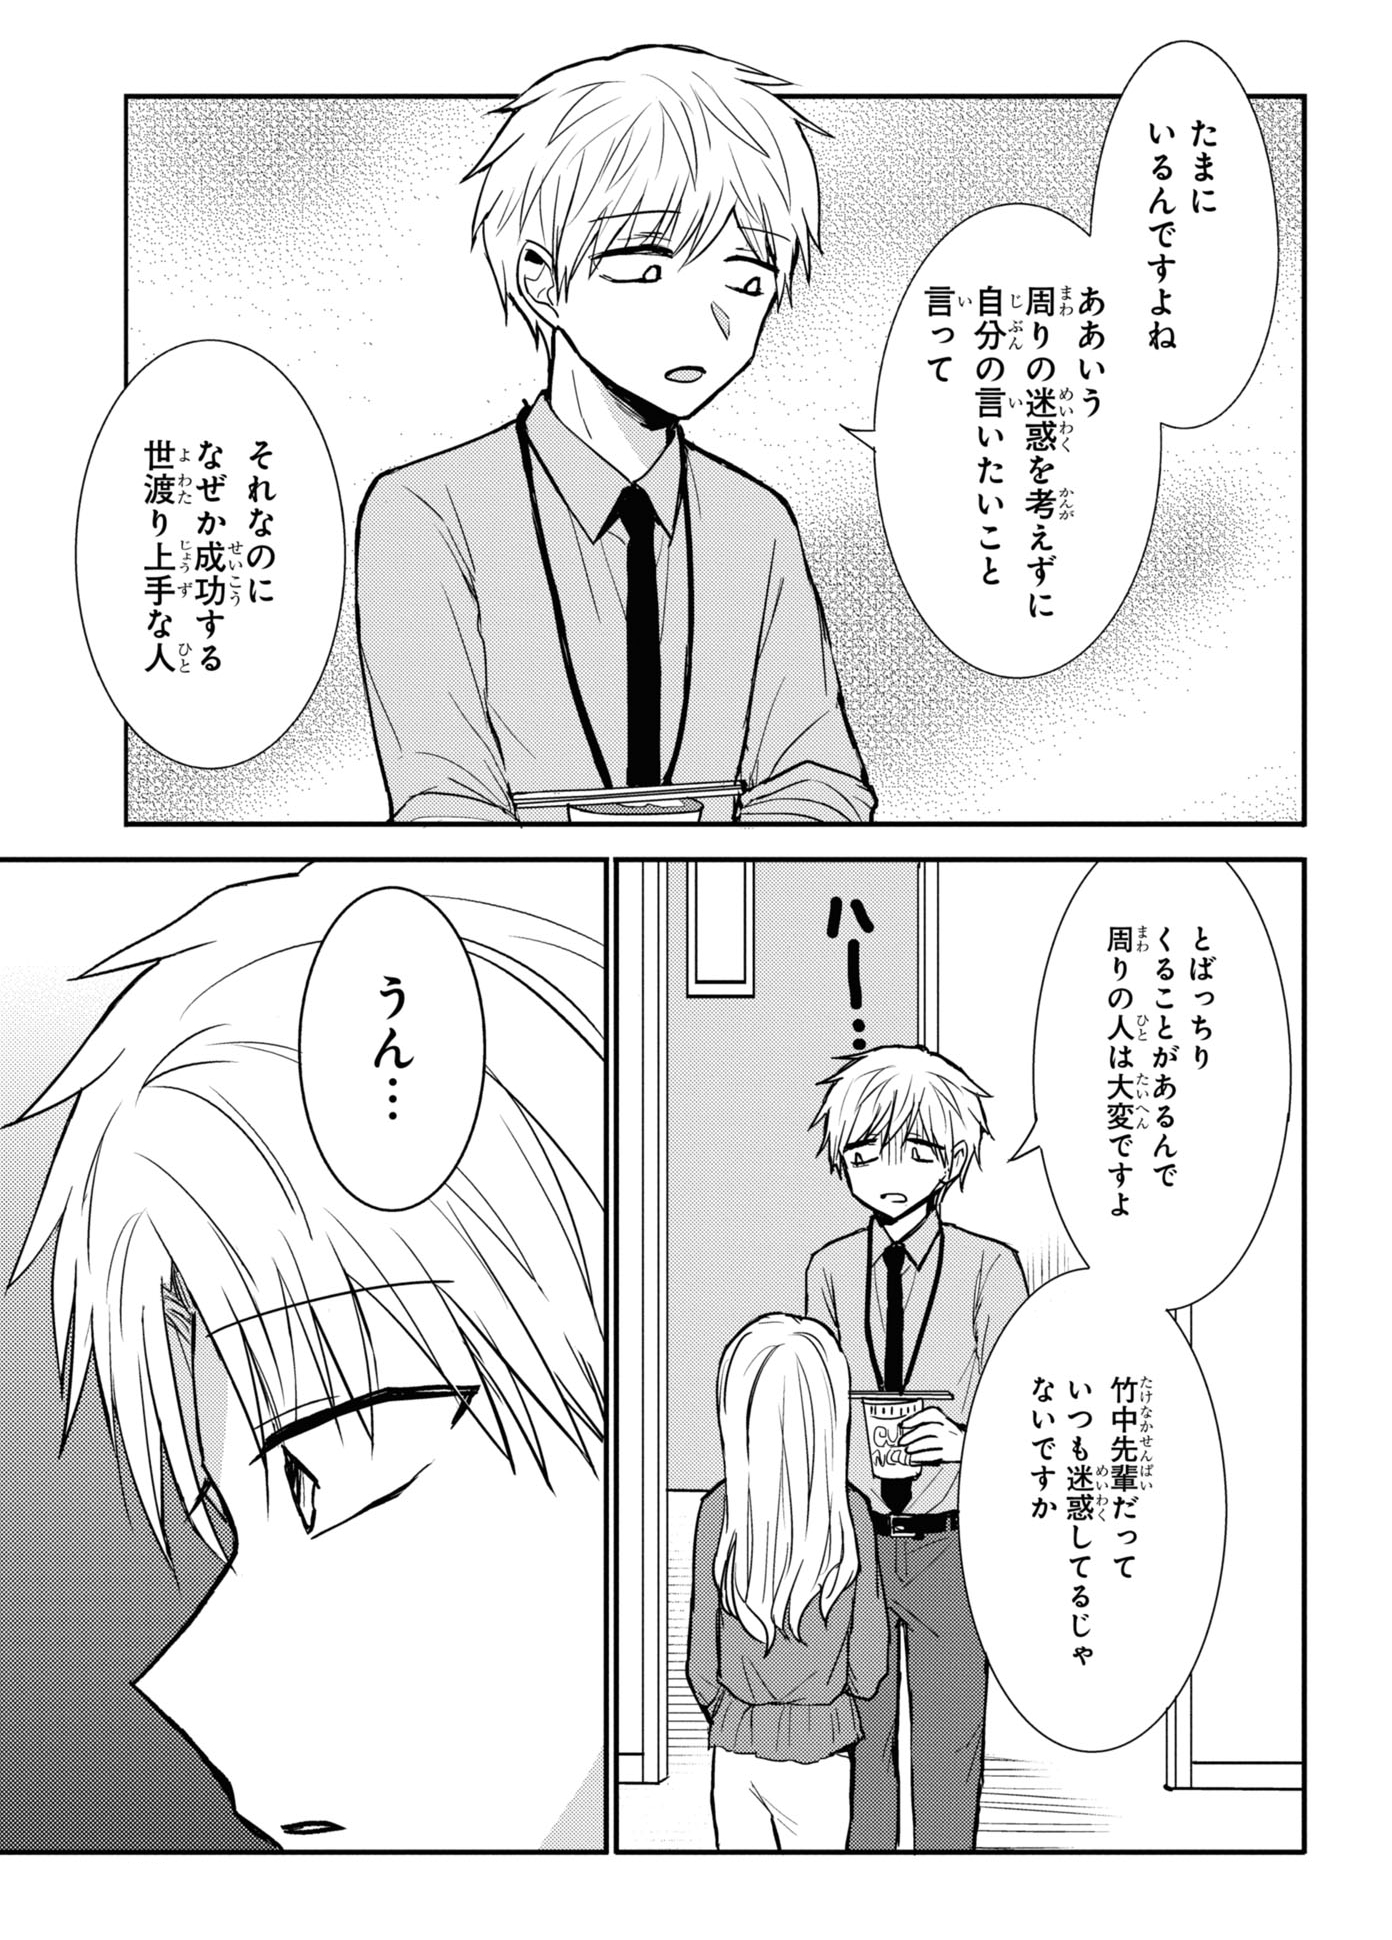 たまに
いるんですよね
ああいう
周りの迷惑を考えずに
自分の言いたいこと
言って
それなのに
なぜか成功する
世渡り上手な人
とばっちり
くることがあるんで
周りの人は大変ですよ
ハー…
竹中先輩だって
いつも迷惑してるじゃ
ないですか
CUP
うん…